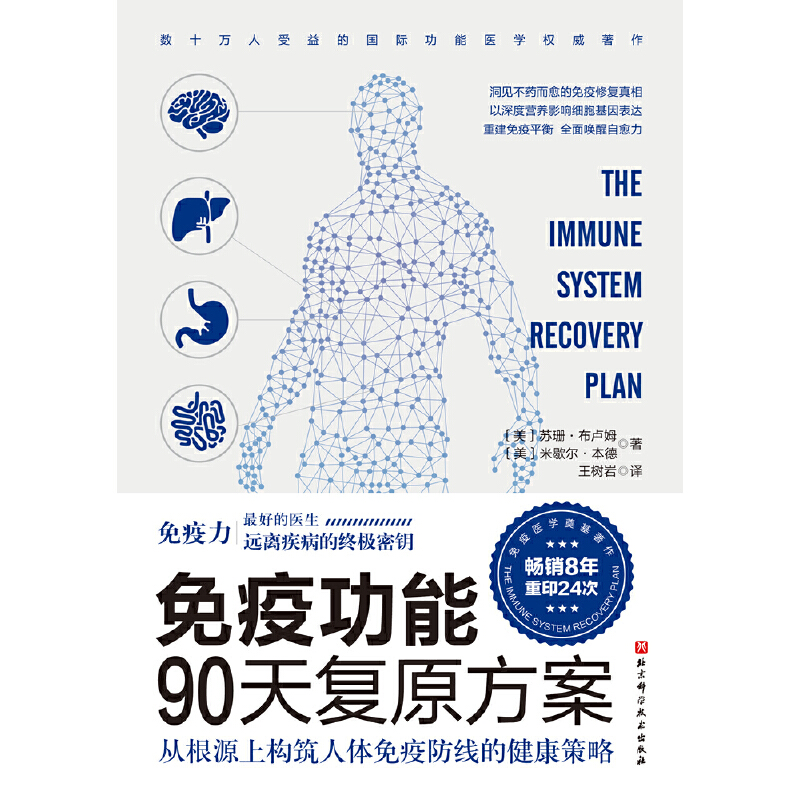 数十万人受益的国际功能医学权威著作
洞见不药而愈的免疫修复真相
以深度营养影响细胞基因表达
重建免疫平衡 全面唤醒自愈力
THE
IMMUNE
SYSTEM
RECOVERY
PLAN
［美］苏珊·布卢姆
［美］米歇尔·本德
著
王树岩 译
免疫力
最好的医生
远离疾病的终极密钥
免疫医学奠基著作
畅销8年
重印24次
THE IMMUNE SYSTEM RECOVERY PLAN
免疫功能
90天复原方案
从根源上构筑人体免疫防线的健康策略
北京科学技术出版社